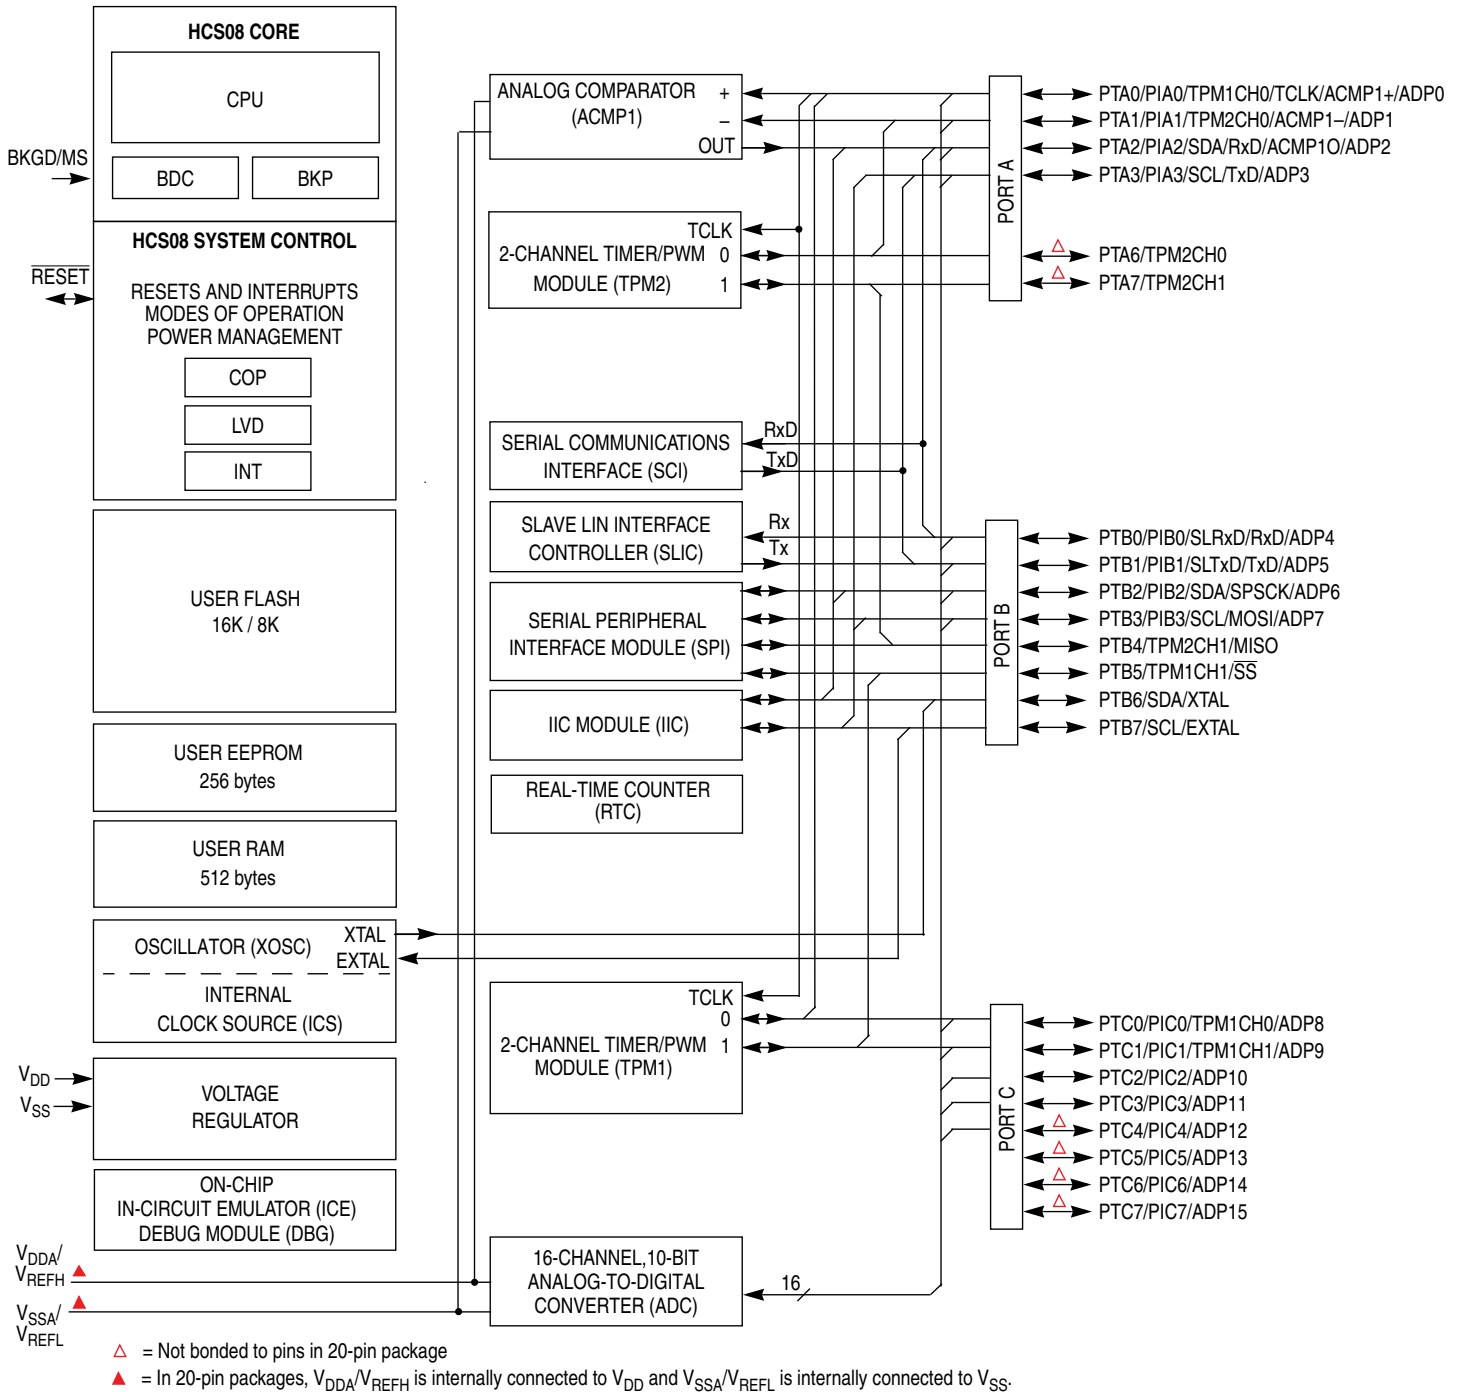 HCS08 CORE
CPU
BDC
BKP
BKGD/MS
HCS08 SYSTEM CONTROL
RESET
RESETS AND INTERRUPTS
MODES OF OPERATION
POWER MANAGEMENT
COP
LVD
INT
USER FLASH
16K / 8K
USER EEPROM
256 bytes
USER RAM
512 bytes
OSCILLATOR (XOSC)
XTAL
EXTAL
INTERNAL
CLOCK SOURCE (ICS)
VDD
VSS
VOLTAGE
REGULATOR
ON-CHIP
IN-CIRCUIT EMULATOR (ICE)
DEBUG MODULE (DBG)
VDDA/
VREFH
VSSA/
VREFL
ANALOG COMPARATOR
(ACMP1)
+
–
OUT
TCLK
2-CHANNEL TIMER/PWM 0
MODULE (TPM2) 1
SERIAL COMMUNICATIONS
INTERFACE (SCI)
RxD
TxD
SLAVE LIN INTERFACE
CONTROLLER (SLIC)
Rx
Tx
SERIAL PERIPHERAL
INTERFACE MODULE (SPI)
IIC MODULE (IIC)
REAL-TIME COUNTER
(RTC)
TCLK
0
2-CHANNEL TIMER/PWM 1
MODULE (TPM1)
16-CHANNEL,10-BIT
ANALOG-TO-DIGITAL
CONVERTER (ADC)
16
PORT A
PTA0/PIA0/TPM1CH0/TCLK/ACMP1+/ADP0
PTA1/PIA1/TPM2CH0/ACMP1–/ADP1
PTA2/PIA2/SDA/RxD/ACMP1O/ADP2
PTA3/PIA3/SCL/TxD/ADP3
PTA6/TPM2CH0
PTA7/TPM2CH1
PORT B
PTB0/PIB0/SLRxD/RxD/ADP4
PTB1/PIB1/SLTxD/TxD/ADP5
PTB2/PIB2/SDA/SPSCK/ADP6
PTB3/PIB3/SCL/MOSI/ADP7
PTB4/TPM2CH1/MISO
PTB5/TPM1CH1/SS
PTB6/SDA/XTAL
PTB7/SCL/EXTAL
PORT C
PTC0/PIC0/TPM1CH0/ADP8
PTC1/PIC1/TPM1CH1/ADP9
PTC2/PIC2/ADP10
PTC3/PIC3/ADP11
PTC4/PIC4/ADP12
PTC5/PIC5/ADP13
PTC6/PIC6/ADP14
PTC7/PIC7/ADP15
△ = Not bonded to pins in 20-pin package
▲ = In 20-pin packages, VDDA/VREFH is internally connected to VDD and VSSA/VREFL is internally connected to VSS.